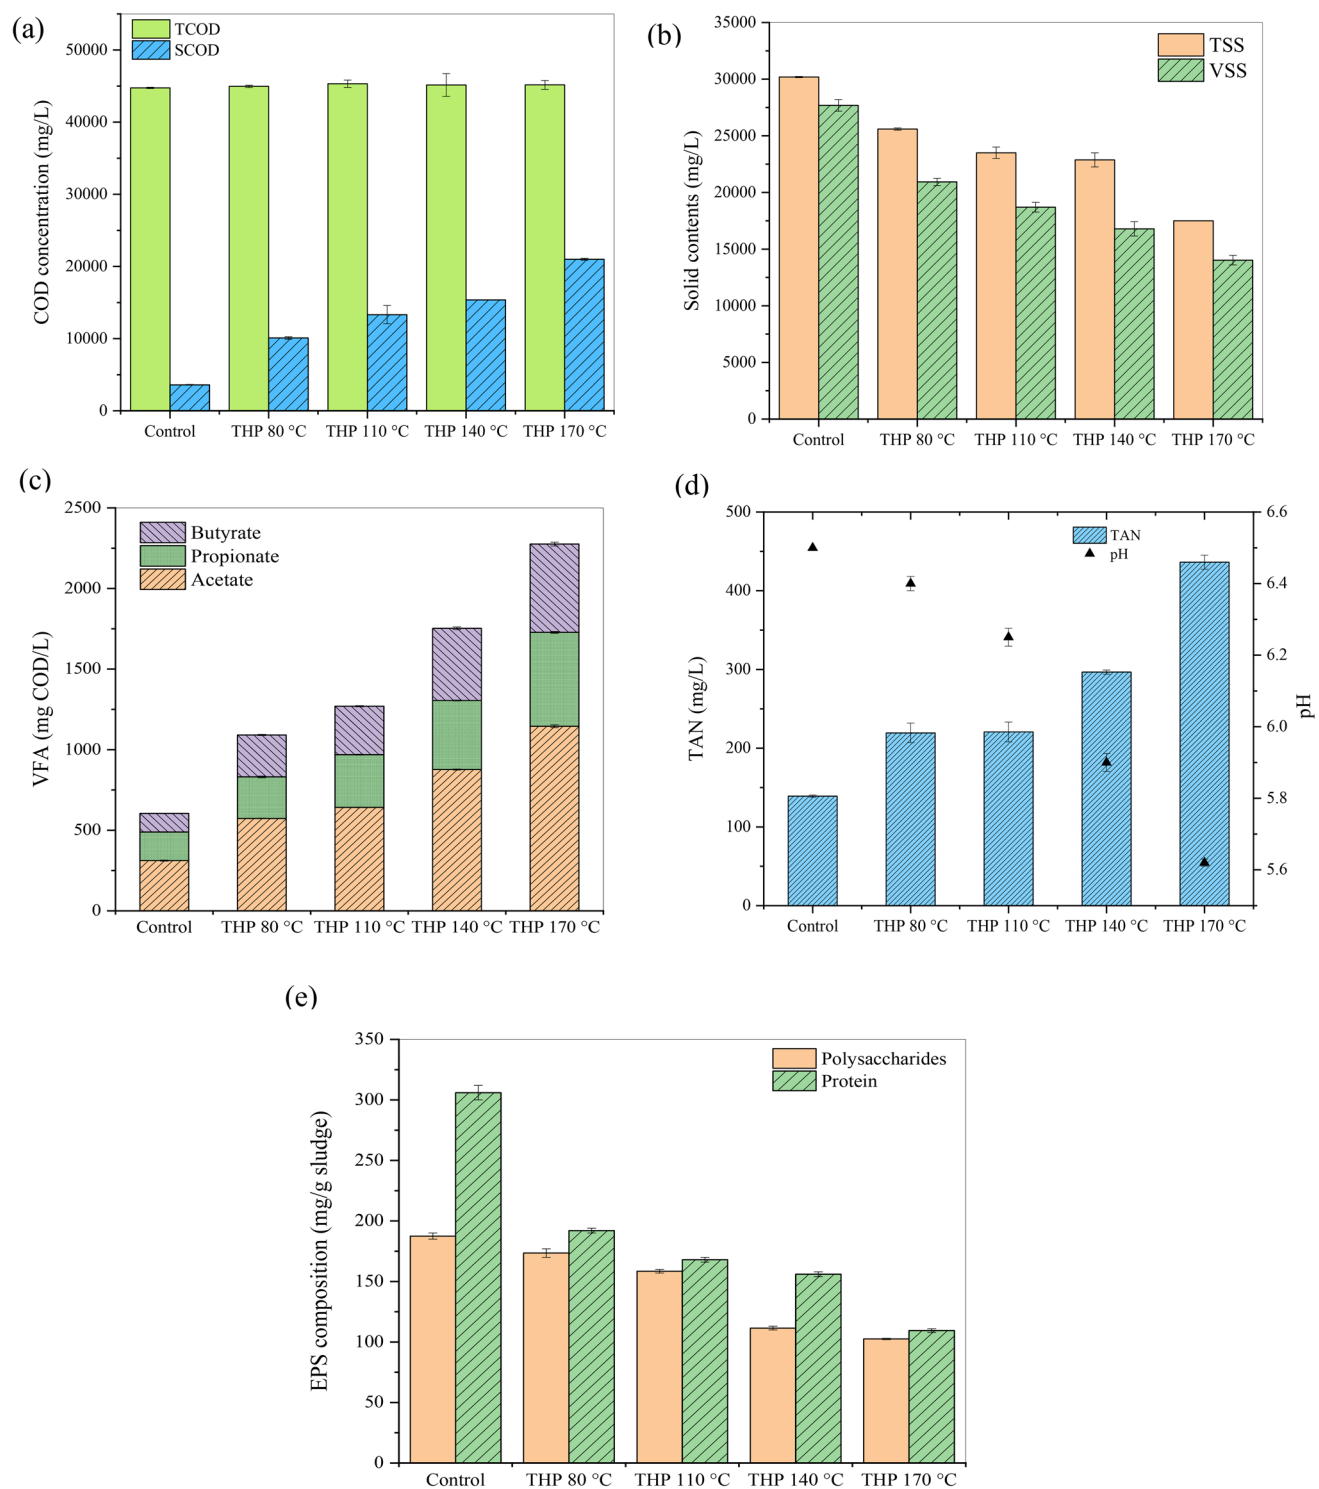 (a)
TCOD
SCOD
COD concentration (mg/L)
50000
40000
30000
20000
10000
0
Control THP 80 °C THP 110 °C THP 140 °C THP 170 °C
(b)
TSS
VSS
Solid contents (mg/L)
35000
30000
25000
20000
15000
10000
5000
0
Control THP 80 °C THP 110 °C THP 140 °C THP 170 °C
(c)
Butyrate
Propionate
Acetate
VFA (mg COD/L)
2500
2000
1500
1000
500
0
Control THP 80 °C THP 110 °C THP 140 °C THP 170 °C
(d)
TAN
pH
TAN (mg/L)
500
400
300
200
100
0
6.6
6.4
6.2
6.0
5.8
5.6
pH
Control THP 80 °C THP 110 °C THP 140 °C THP 170 °C
(e)
Polysaccharides
Protein
EPS composition (mg/g sludge)
350
300
250
200
150
100
50
0
Control THP 80 °C THP 110 °C THP 140 °C THP 170 °C